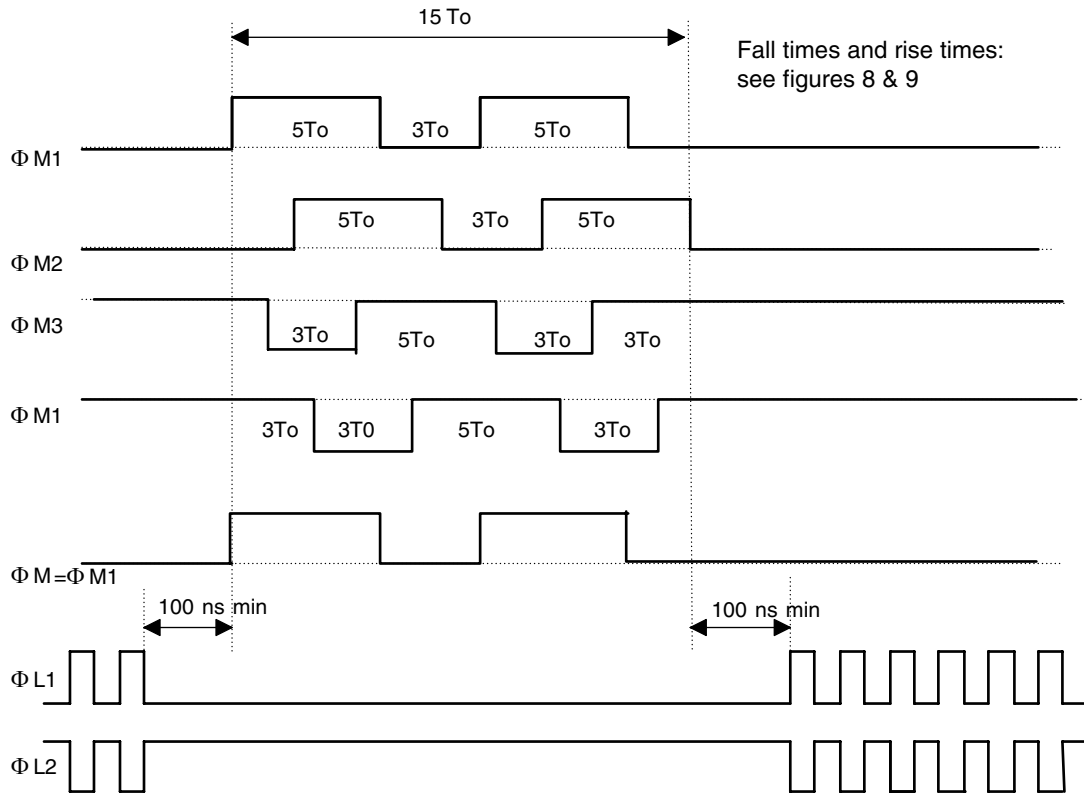 15 To
Fall times and rise times:
see figures 8 & 9
5To 3To 5To
Φ M1
5To 3To 5To
Φ M2
Φ M3
3To 5To 3To 3To
Φ M1
3To 3T0 5To 3To
Φ M=Φ M1
100 ns min
100 ns min
Φ L1
Φ L2